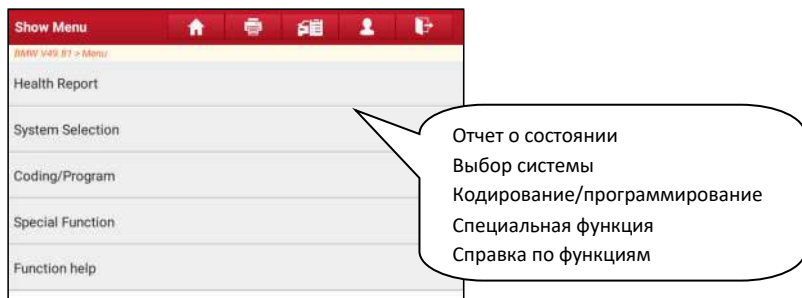 Show Menu
BMW V49.81 > Menu
Health Report
System Selection
Coding/Program
Special Function
Function help
Отчет о состоянии
Выбор системы
Кодирование/программирование
Специальная функция
Справка по функциям